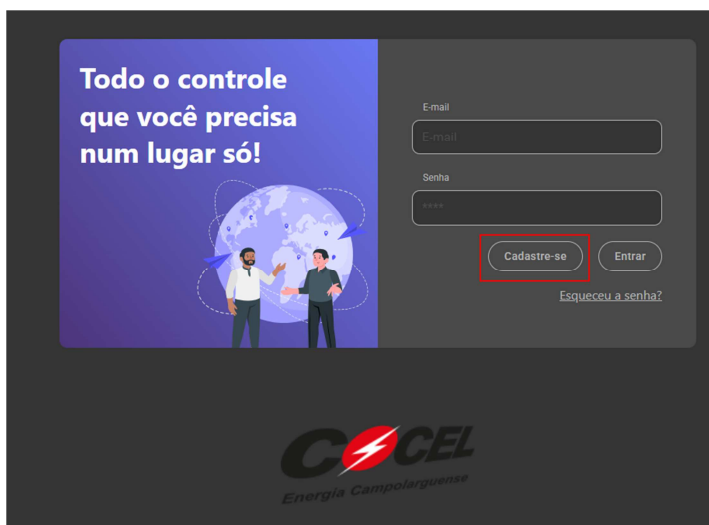 Todo o controle
que você precisa
num lugar só!
E-mail
E-mail
Senha
****
Cadastre-se
Entrar
Esqueceu a senha?
COCEL
Energia Campolarguense